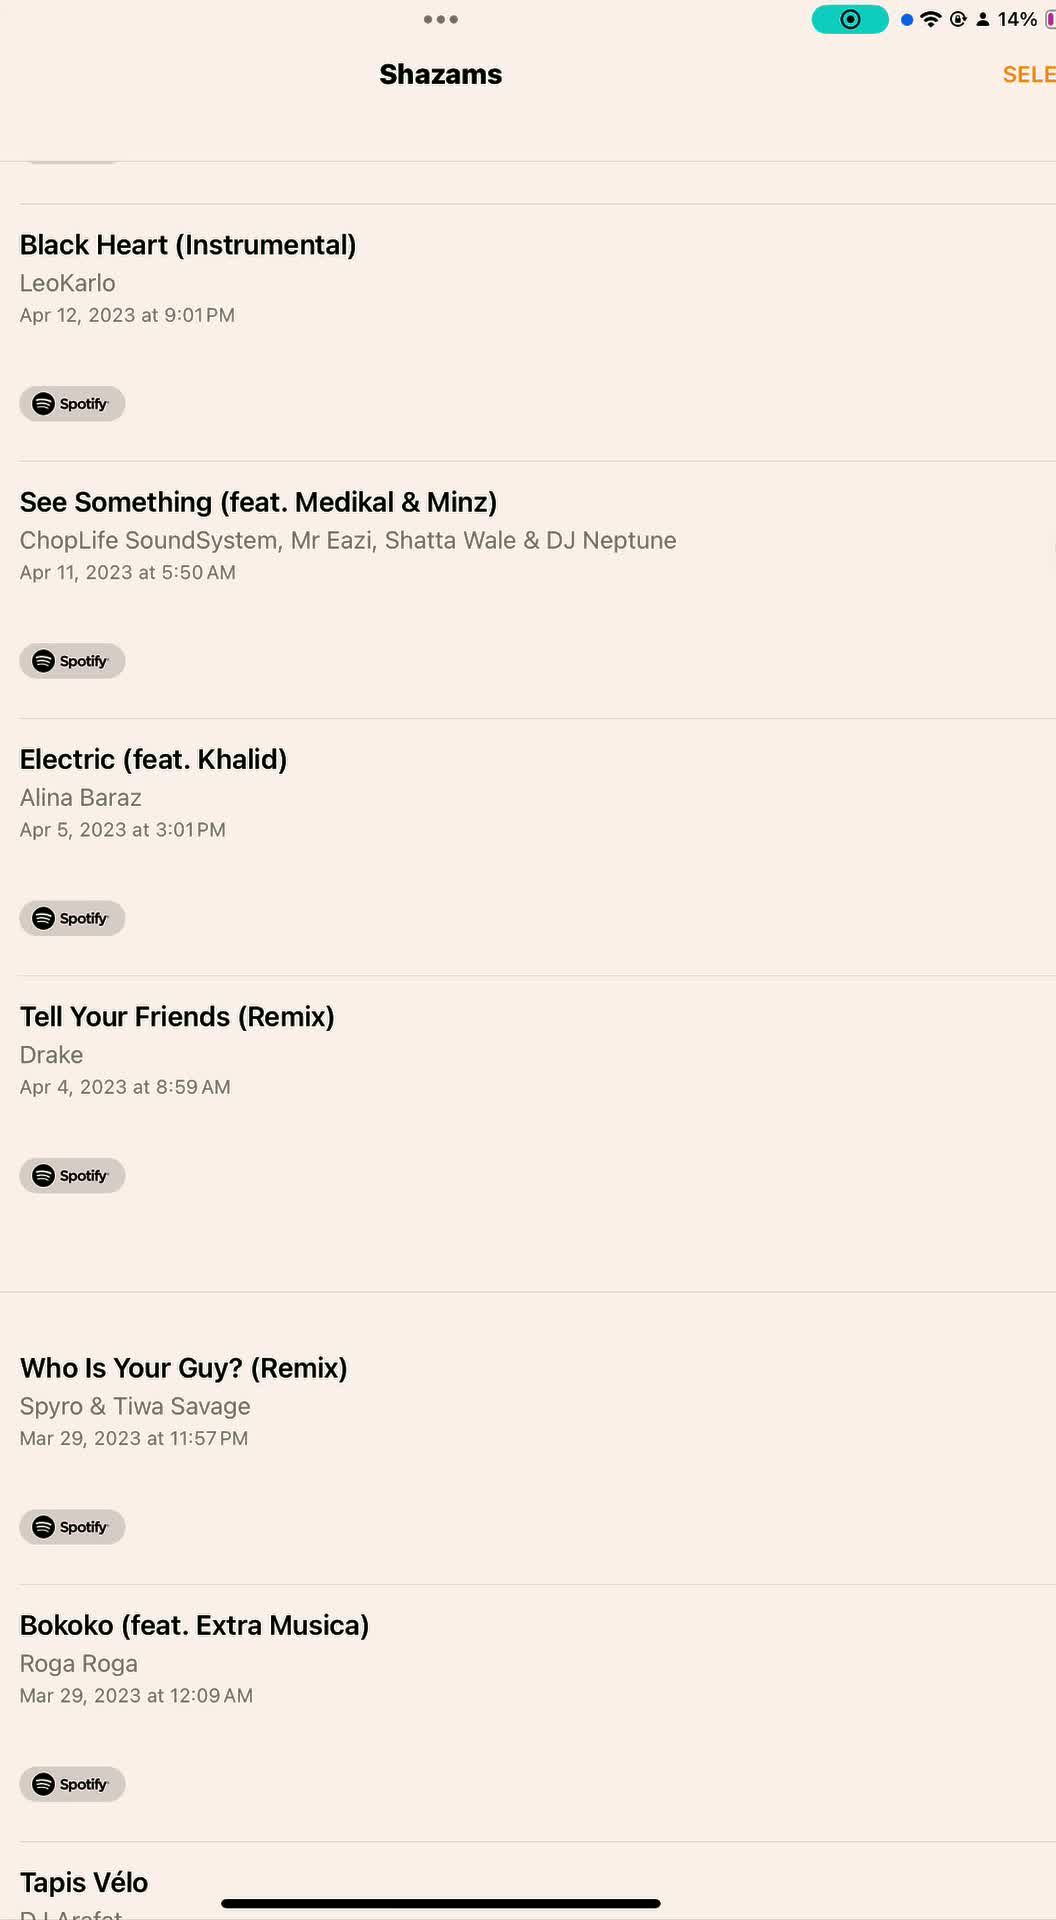 14%
Shazams
SELE
Black Heart (Instrumental)
LeoKarlo
Apr 12, 2023 at 9:01 PM
Spotify
See Something (feat. Medikal & Minz)
ChopLife SoundSystem, Mr Eazi, Shatta Wale & DJ Neptune
Apr 11, 2023 at 5:50 AM
Spotify
Electric (feat. Khalid)
Alina Baraz
Apr 5, 2023 at 3:01 PM
Spotify
Tell Your Friends (Remix)
Drake
Apr 4, 2023 at 8:59 AM
Spotify
Who Is Your Guy? (Remix)
Spyro & Tiwa Savage
Mar 29, 2023 at 11:57 PM
Spotify
Bokoko (feat. Extra Musica)
Roga Roga
Mar 29, 2023 at 12:09 AM
Spotify
Tapis Vélo
DJ Arafat